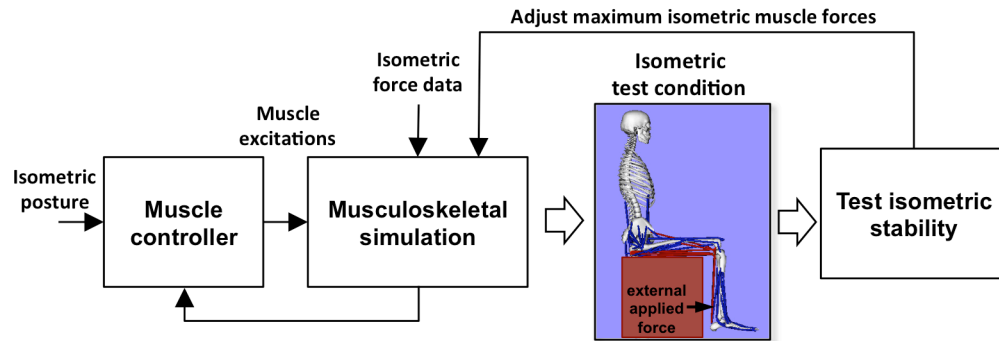 Adjust maximum isometric muscle forces
Isometric
force data
Isometric
test condition
Muscle
excitations
Isometric
posture
Muscle
controller
Musculoskeletal
simulation
external
applied
force
Test isometric
stability